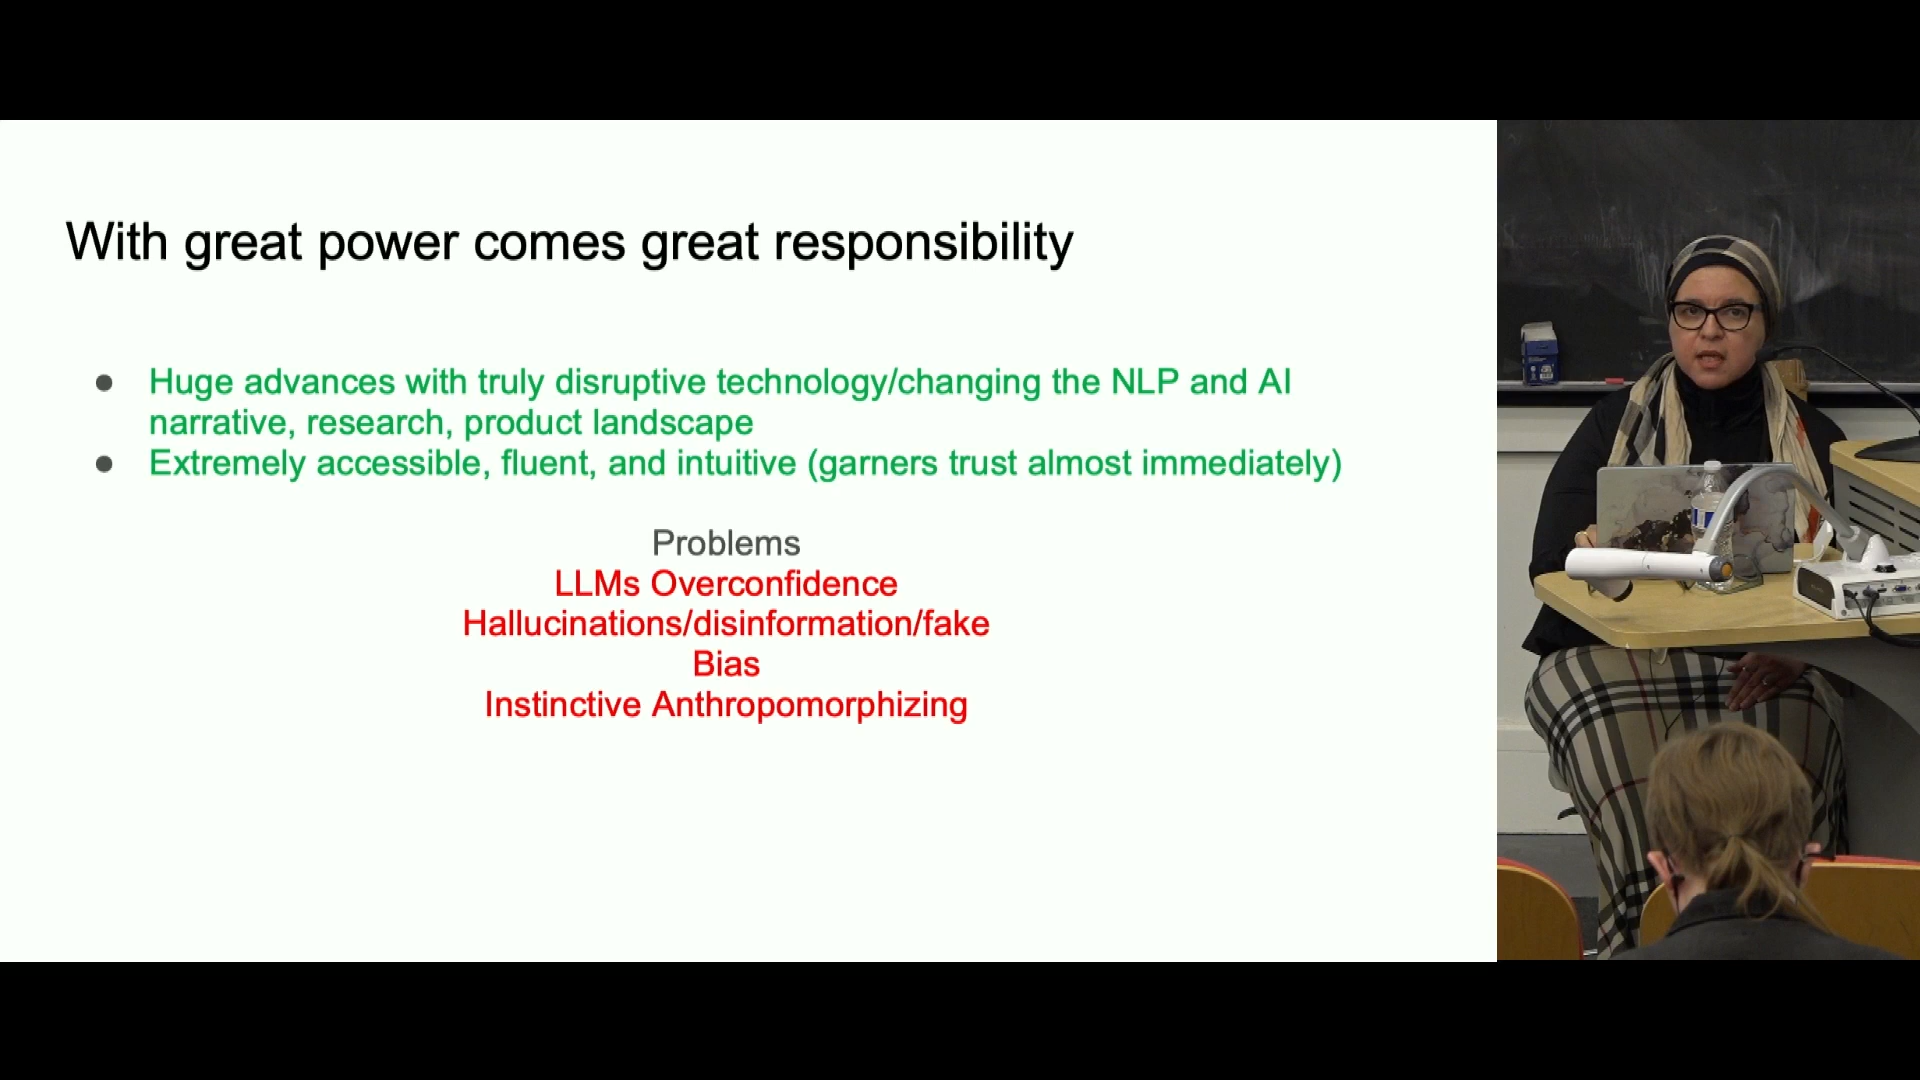 With great power comes great responsibility
● Huge advances with truly disruptive technology/changing the NLP and AI
narrative, research, product landscape
● Extremely accessible, fluent, and intuitive (garners trust almost immediately)
Problems
LLMs Overconfidence
Hallucinations/disinformation/fake
Bias
Instinctive Anthropomorphizing